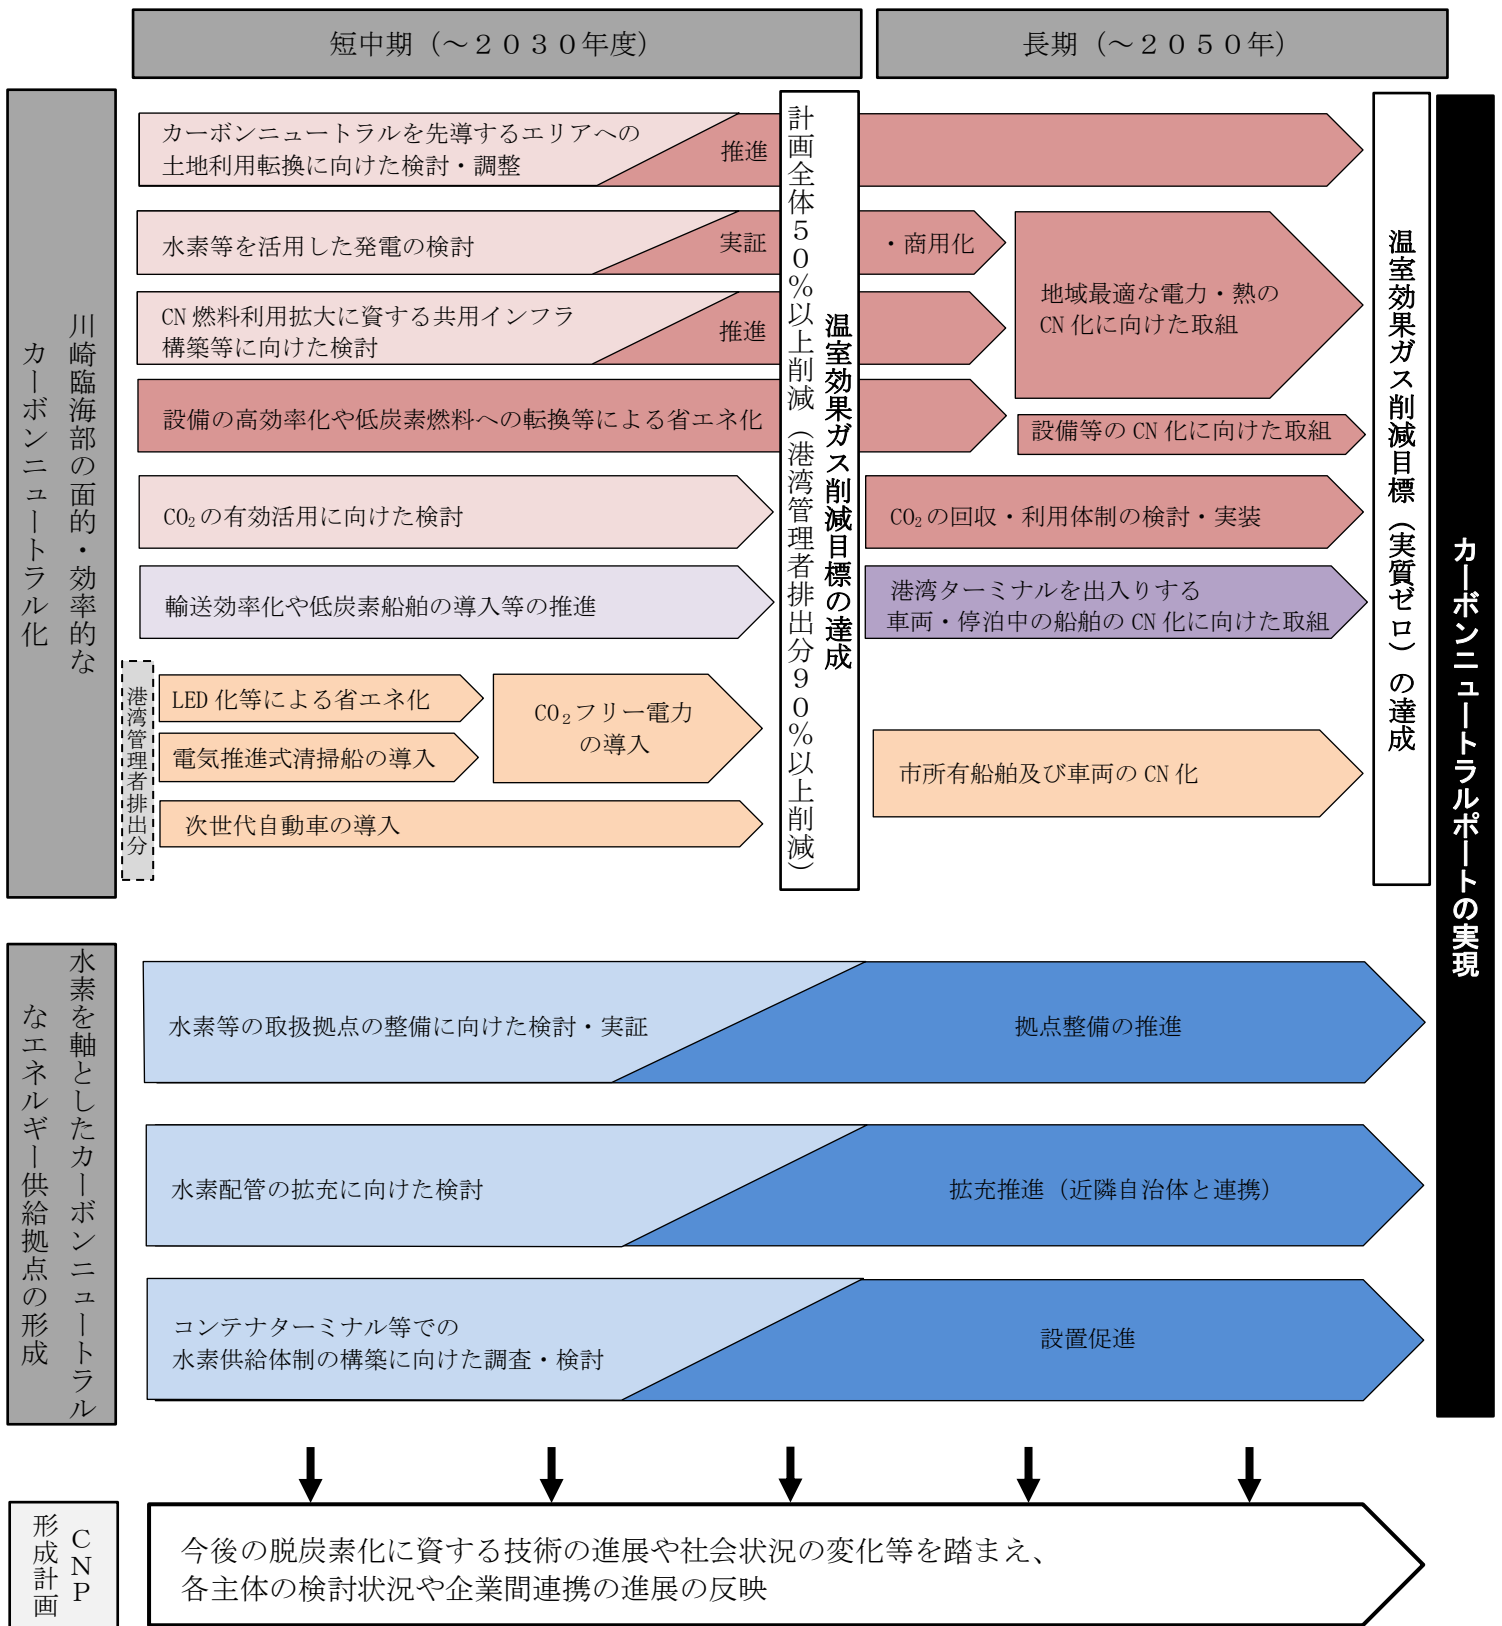 短中期（～２０３０年度）
長期（～２０５０年）
川崎臨海部の面的・効率的な
カーボンニュートラル化
カーボンニュートラルを先導するエリアへの
土地利用転換に向けた検討・調整
推進
水素等を活用した発電の検討
実証
・商用化
CN 燃料利用拡大に資する共用インフラ
構築等に向けた検討
推進
地域最適な電力・熱の
CN 化に向けた取組
設備の高効率化や低炭素燃料への転換等による省エネ化
設備等の CN 化に向けた取組
CO₂の有効活用に向けた検討
CO₂の回収・利用体制の検討・実装
輸送効率化や低炭素船舶の導入等の推進
港湾ターミナルを出入りする
車両・停泊中の船舶の CN 化に向けた取組
港湾管理者排出分
LED 化等による省エネ化
電気推進式清掃船の導入
CO₂フリー電力
の導入
次世代自動車の導入
市所有船舶及び車両の CN 化
温室効果ガス削減目標の達成
計画全体５０％以上削減（港湾管理者排出分９０％以上削減）
温室効果ガス削減目標（実質ゼロ）の達成
カーボンニュートラルポートの実現
水素を軸としたカーボンニュートラル
なエネルギー供給拠点の形成
水素等の取扱拠点の整備に向けた検討・実証
拠点整備の推進
水素配管の拡充に向けた検討
拡充推進（近隣自治体と連携）
コンテナターミナル等での
水素供給体制の構築に向けた調査・検討
設置促進
ＣＮＰ
形成計画
今後の脱炭素化に資する技術の進展や社会状況の変化等を踏まえ、
各主体の検討状況や企業間連携の進展の反映